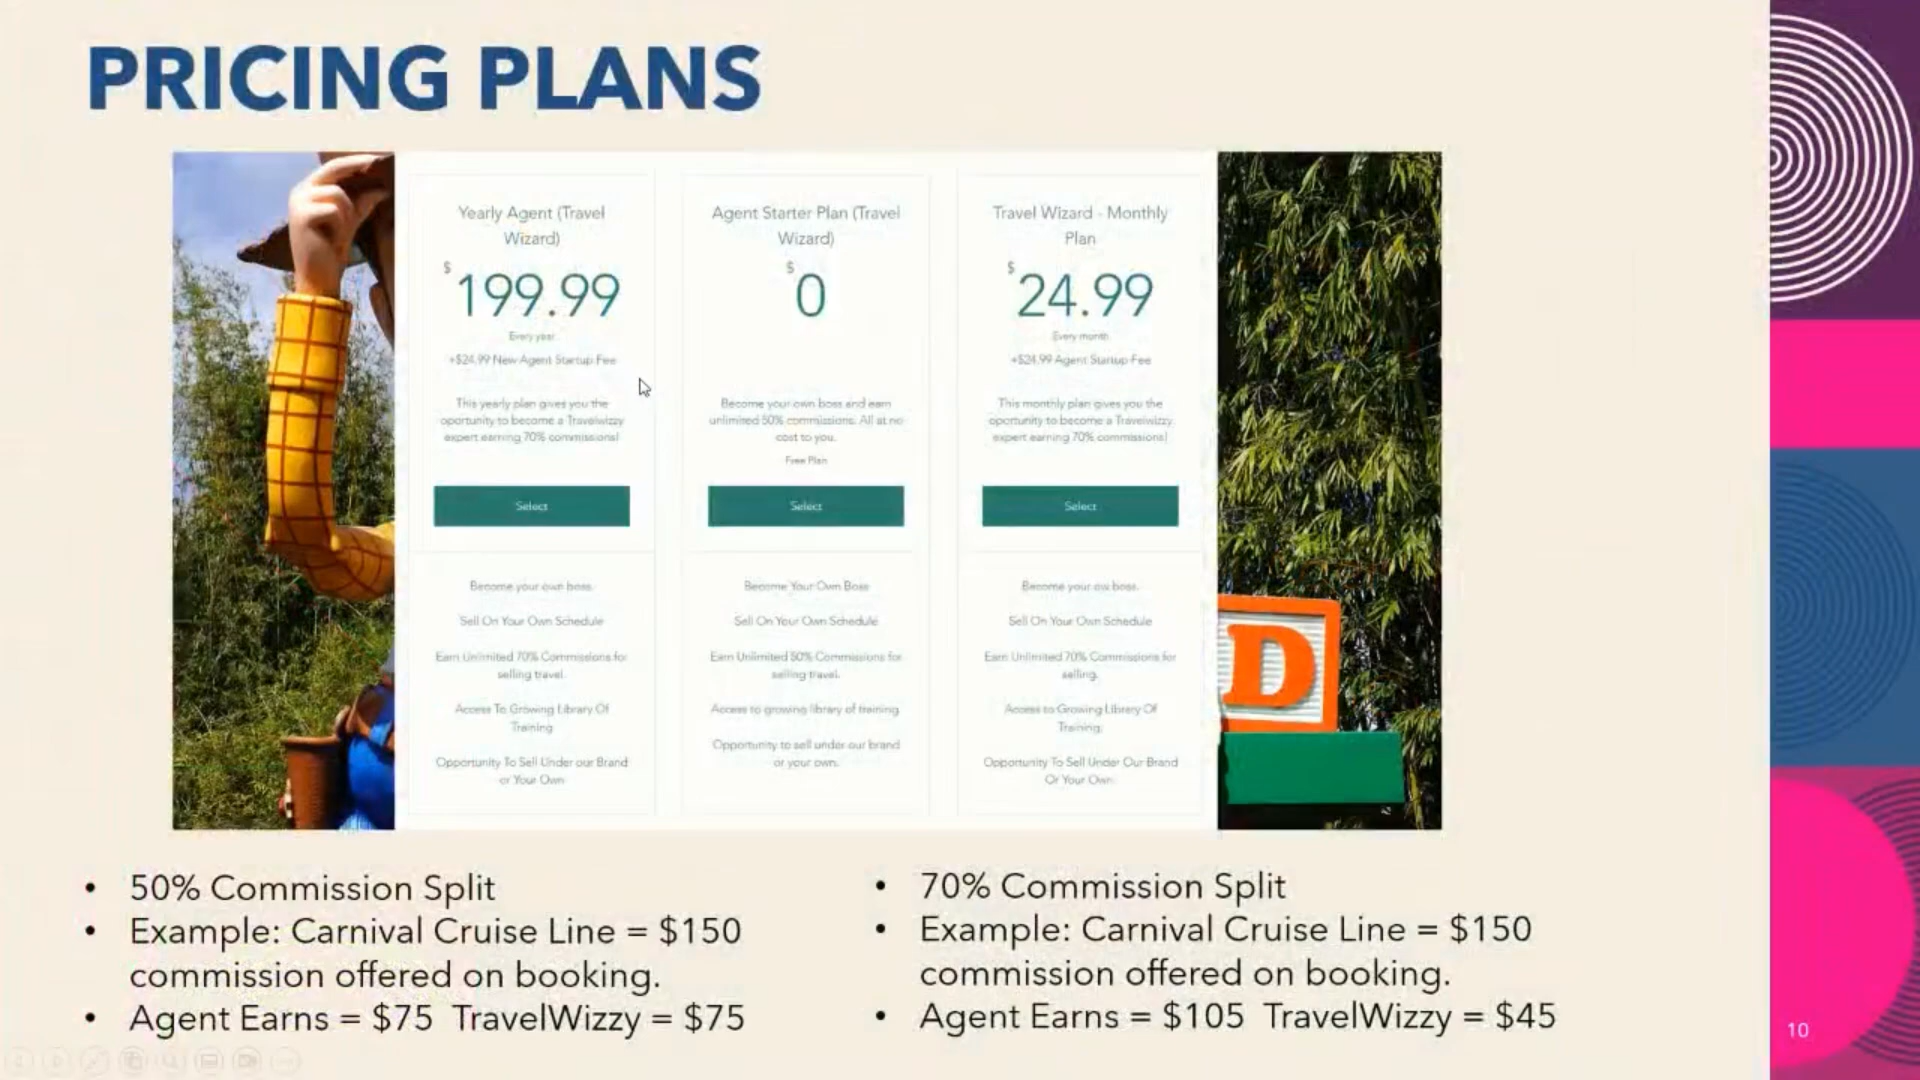 PRICING PLANS
Yearly Agent (Travel
Wizard)
$
199.99
Every year
+$24.99 New Agent Startup Fee
This yearly plan gives you the
oportunity to become a Travelwizzy
expert earning 70% commissions!
Select
Become your own boss.
Sell On Your Own Schedule
Earn Unlimited 70% Commissions for
selling travel.
Access To Growing Library Of
Training
Opportunity To Sell Under our Brand
or Your Own
Agent Starter Plan (Travel
Wizard)
$
0
Become your own boss and earn
unlimited 50% commissions. All at no
cost to you.
Free Plan
Select
Become Your Own Boss
Sell On Your Own Schedule
Earn Unlimited 50% Commissions for
selling travel.
Access to growing library of training.
Opportunity to sell under our brand
or your own.
Travel Wizard - Monthly
Plan
$
24.99
Every month
+$24.99 Agent Startup Fee
This monthly plan gives you the
oportunity to become a Travelwizzy
expert earning 70% commissions!
Select
Become your ow boss.
Sell On Your Own Schedule
Earn Unlimited 70% Commissions for
selling.
Access to Growing Library Of
Training.
Opportunity To Sell Under Our Brand
Or Your Own.
D
• 50% Commission Split
• Example: Carnival Cruise Line = $150
commission offered on booking.
• Agent Earns = $75 TravelWizzy = $75
• 70% Commission Split
• Example: Carnival Cruise Line = $150
commission offered on booking.
• Agent Earns = $105 TravelWizzy = $45
10